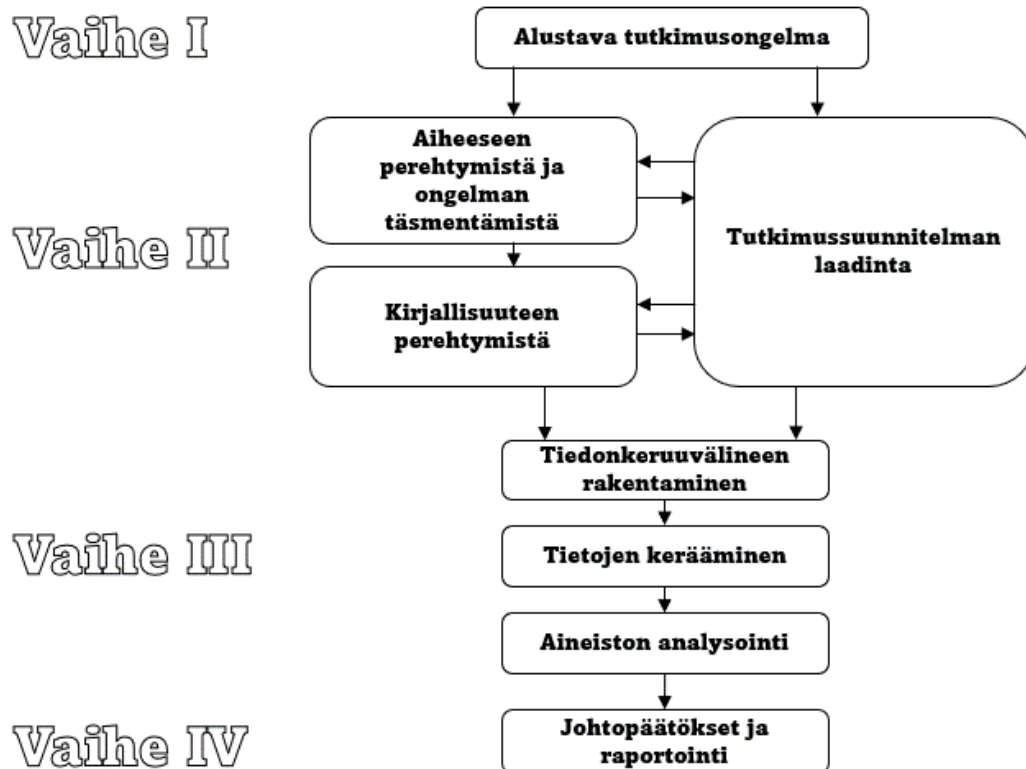 Vaihe I
Alustava tutkimusongelma
Aiheeseen
perehtymistä ja
ongelman
täsmentämistä
Vaihe II
Tutkimussuunnitelman
laadinta
Kirjallisuuteen
perehtymistä
Tiedonkeruuvälineen
rakentaminen
Vaihe III
Tietojen kerääminen
Aineiston analysointi
Vaihe IV
Johtopäätökset ja
raportointi